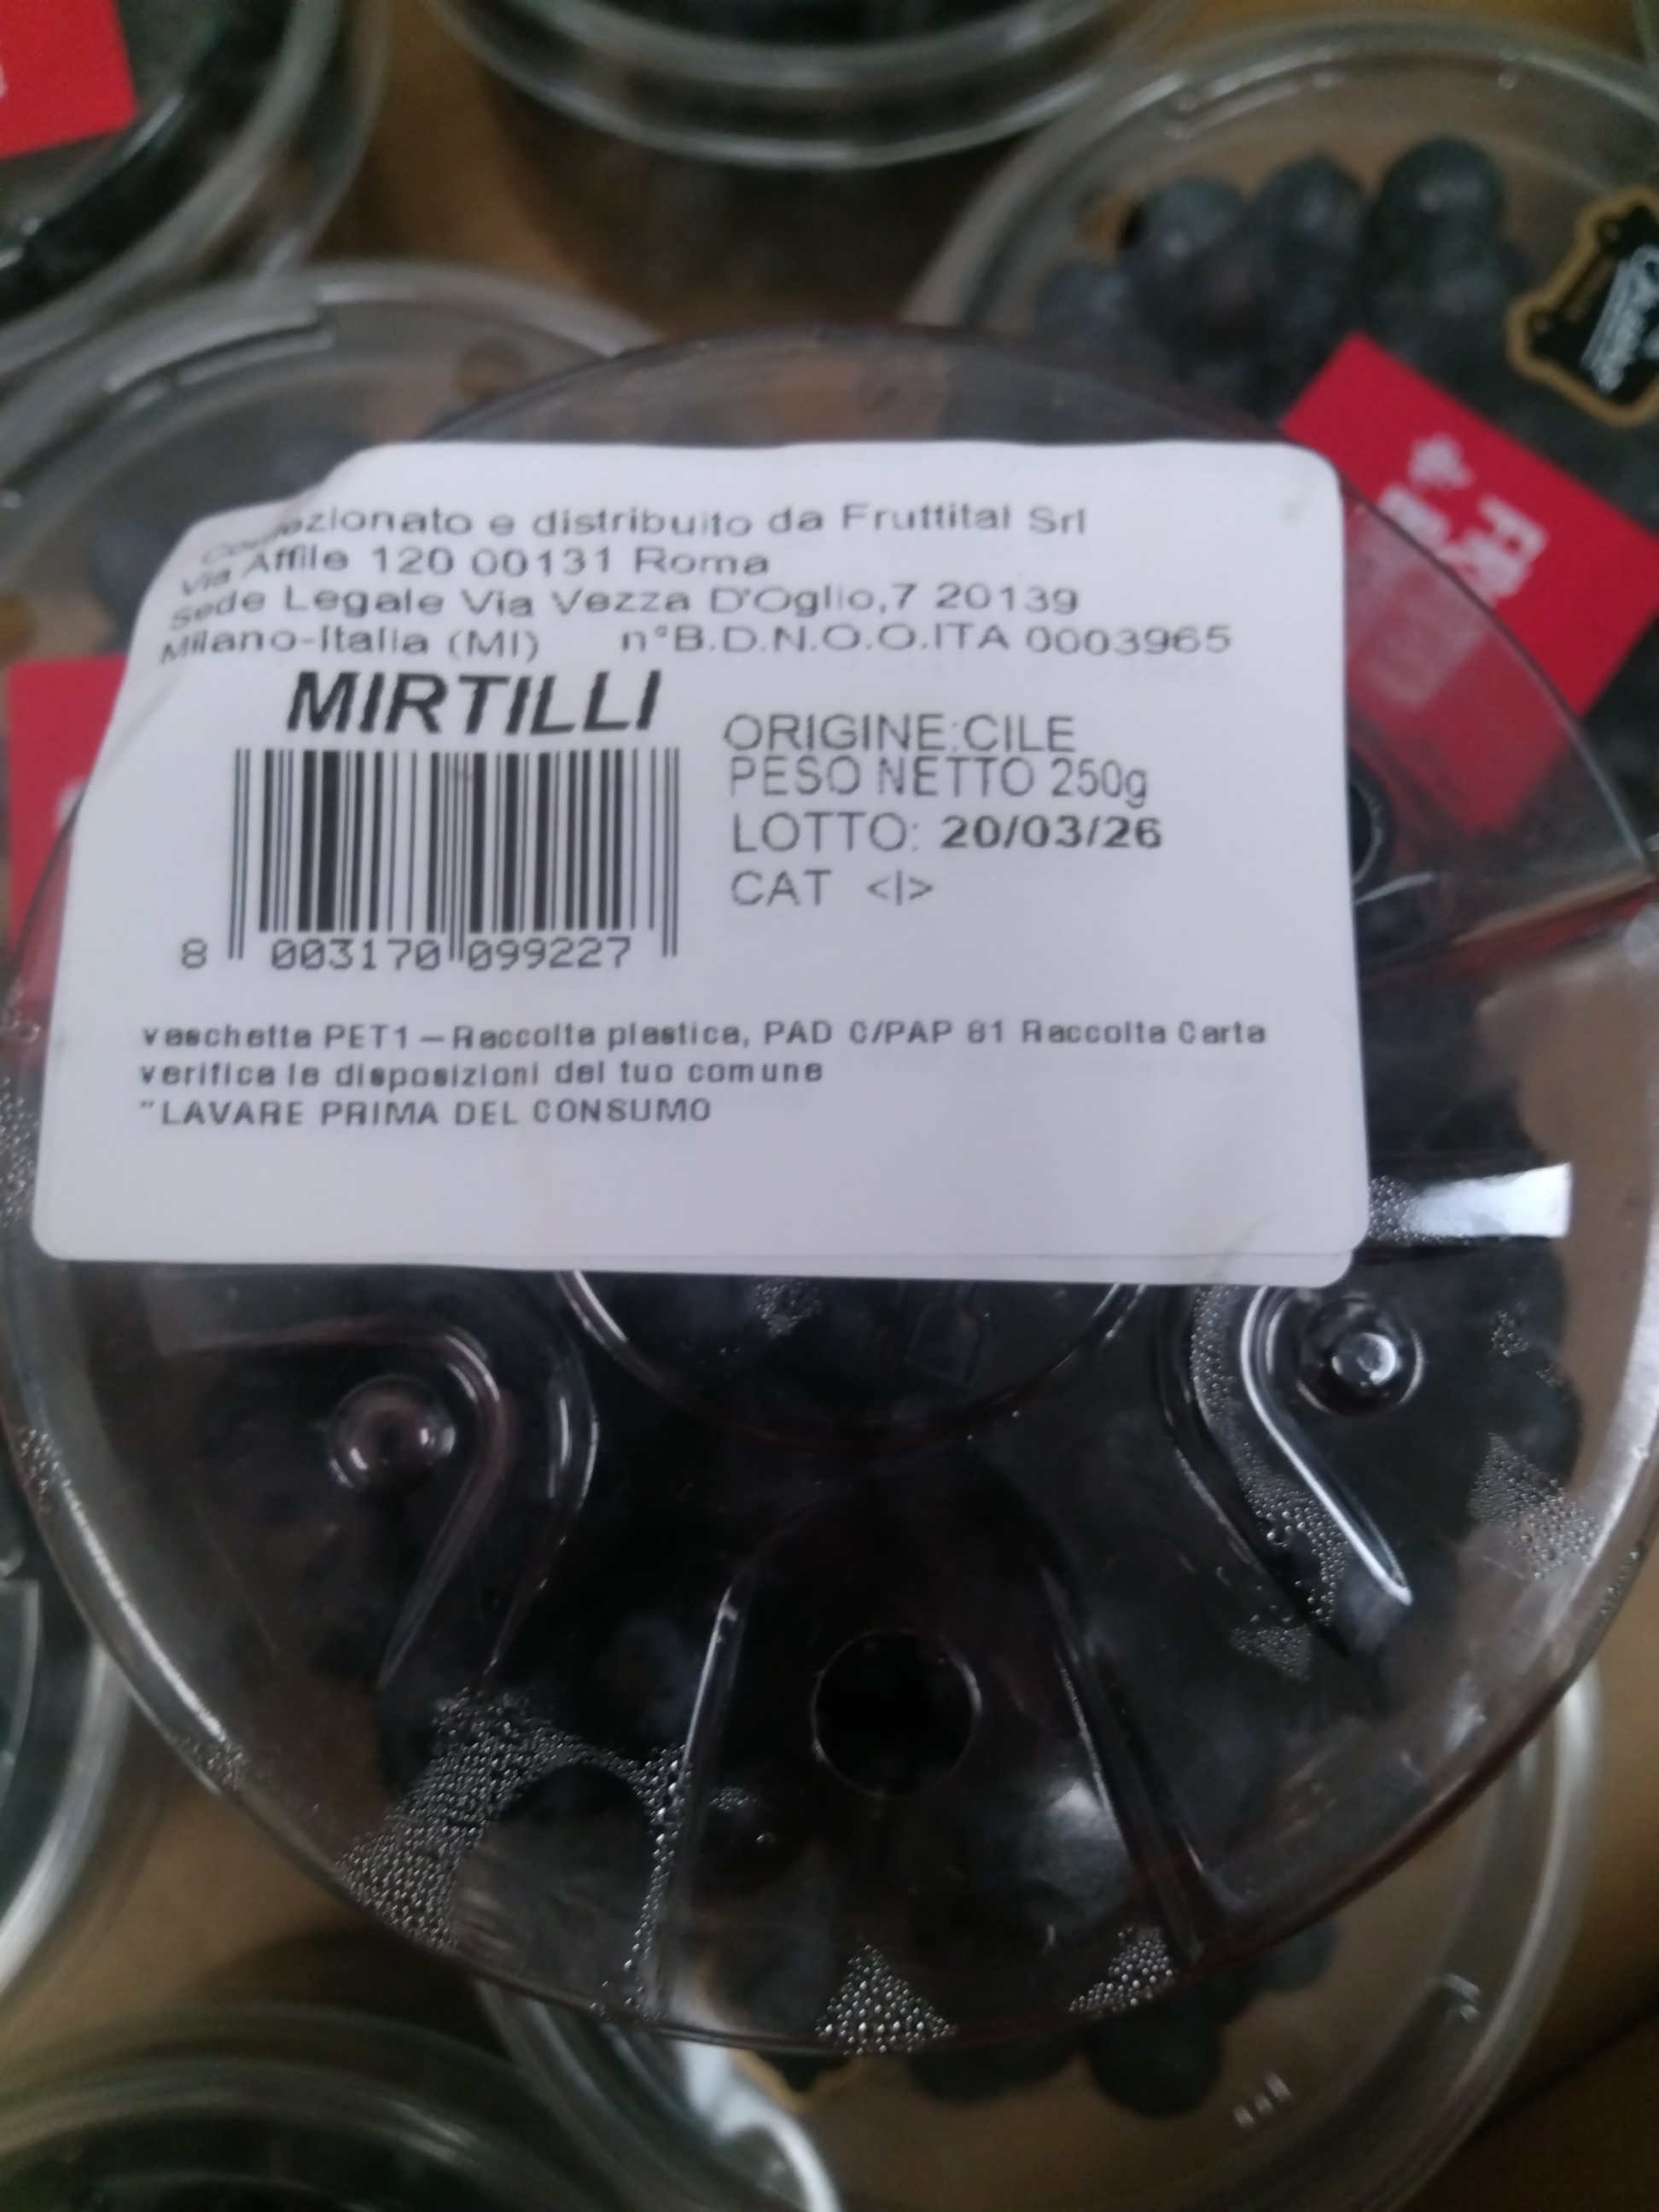 Confezionato e distribuito da Fruttital Srl
Via Affile 120 00131 Roma
Sede Legale Via Vezza D'Oglio,7 20139
Milano-Italia (MI) n°B.D.N.O.O.ITA 0003965
MIRTILLI
ORIGINE:CILE
PESO NETTO 250g
LOTTO: 20/03/26
CAT <I>
8 003170 099227
vaschetta PET1 – Raccolta plastica, PAD C/PAP 81 Raccolta Carta
verifica le disposizioni del tuo comune
"LAVARE PRIMA DEL CONSUMO